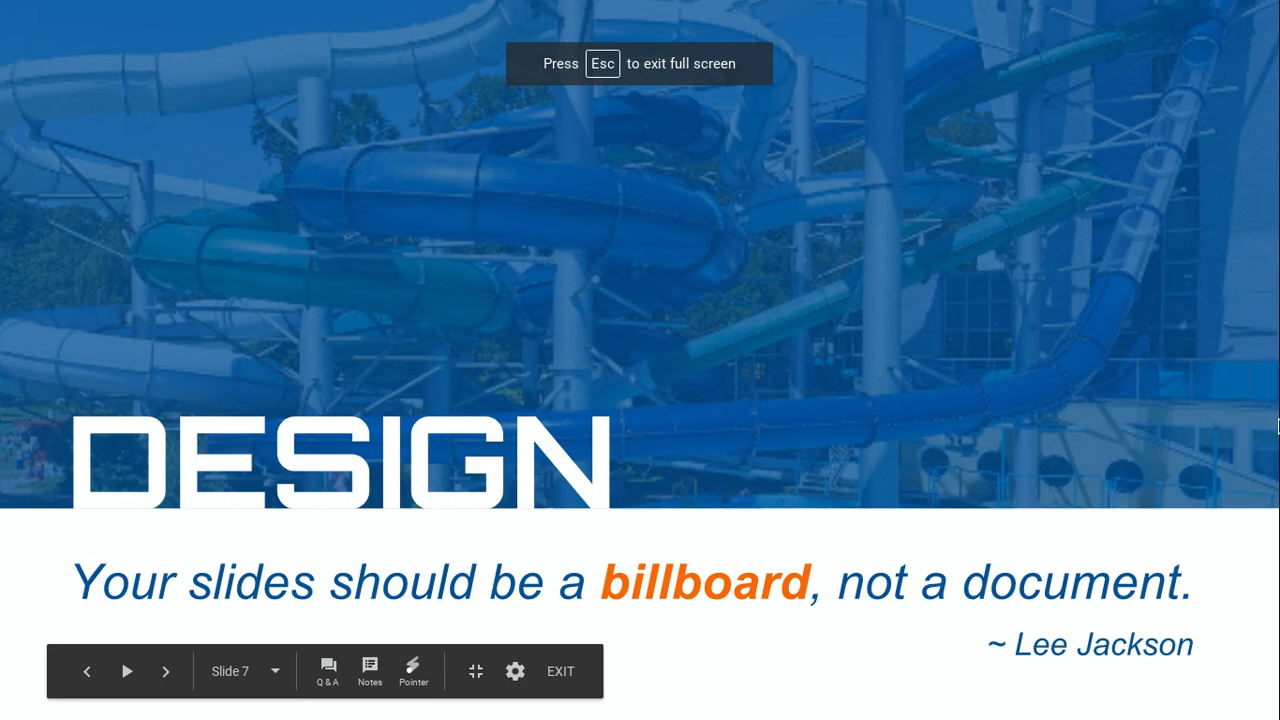 Press Esc to exit full screen
DESIGN
Your slides should be a billboard, not a document.
~ Lee Jackson
Slide 7
Q & A
Notes
Pointer
EXIT